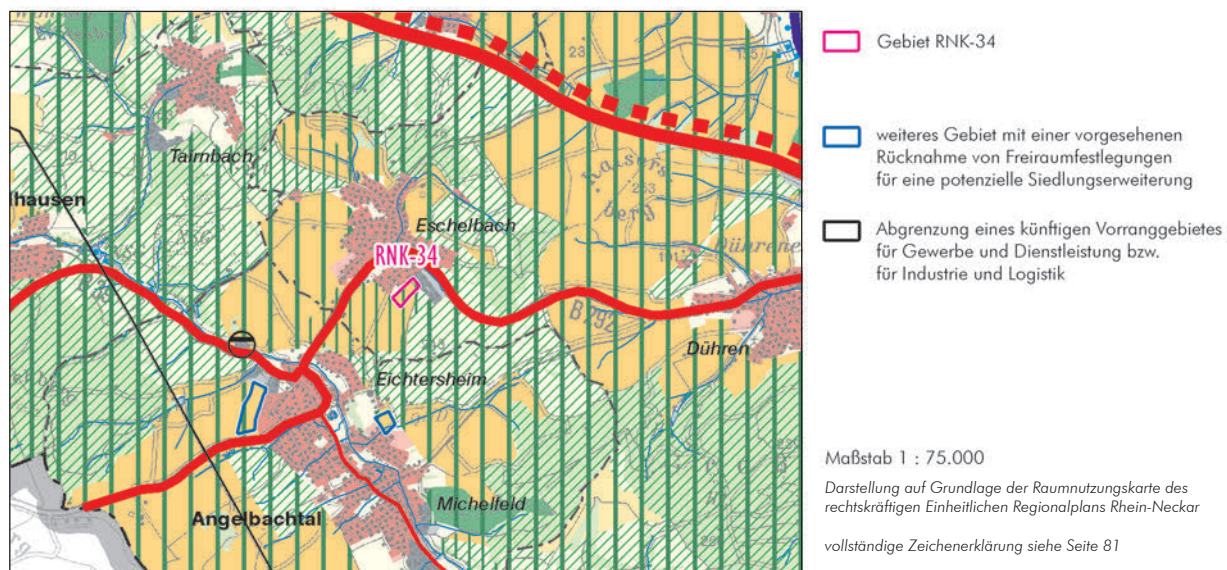 Tairnbach
lhausen
Kaisers-
berg
Eschelbach
RNK-34
B 292
Dühren
Eichtersheim
Michelfeld
Angelbachtal
Gebiet RNK-34
weiteres Gebiet mit einer vorgesehenen
Rücknahme von Freiraumfestlegungen
für eine potenzielle Siedlungserweiterung
Abgrenzung eines künftigen Vorranggebietes
für Gewerbe und Dienstleistung bzw.
für Industrie und Logistik
Maßstab 1 : 75.000
Darstellung auf Grundlage der Raumnutzungskarte des
rechtskräftigen Einheitlichen Regionalplans Rhein-Neckar
vollständige Zeichenerklärung siehe Seite 81